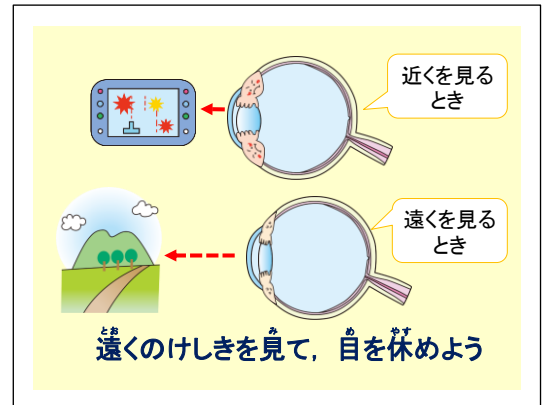 近くを見る
とき
遠くを見る
とき
とお み め やす
遠くのけしきを見て，目を休めよう